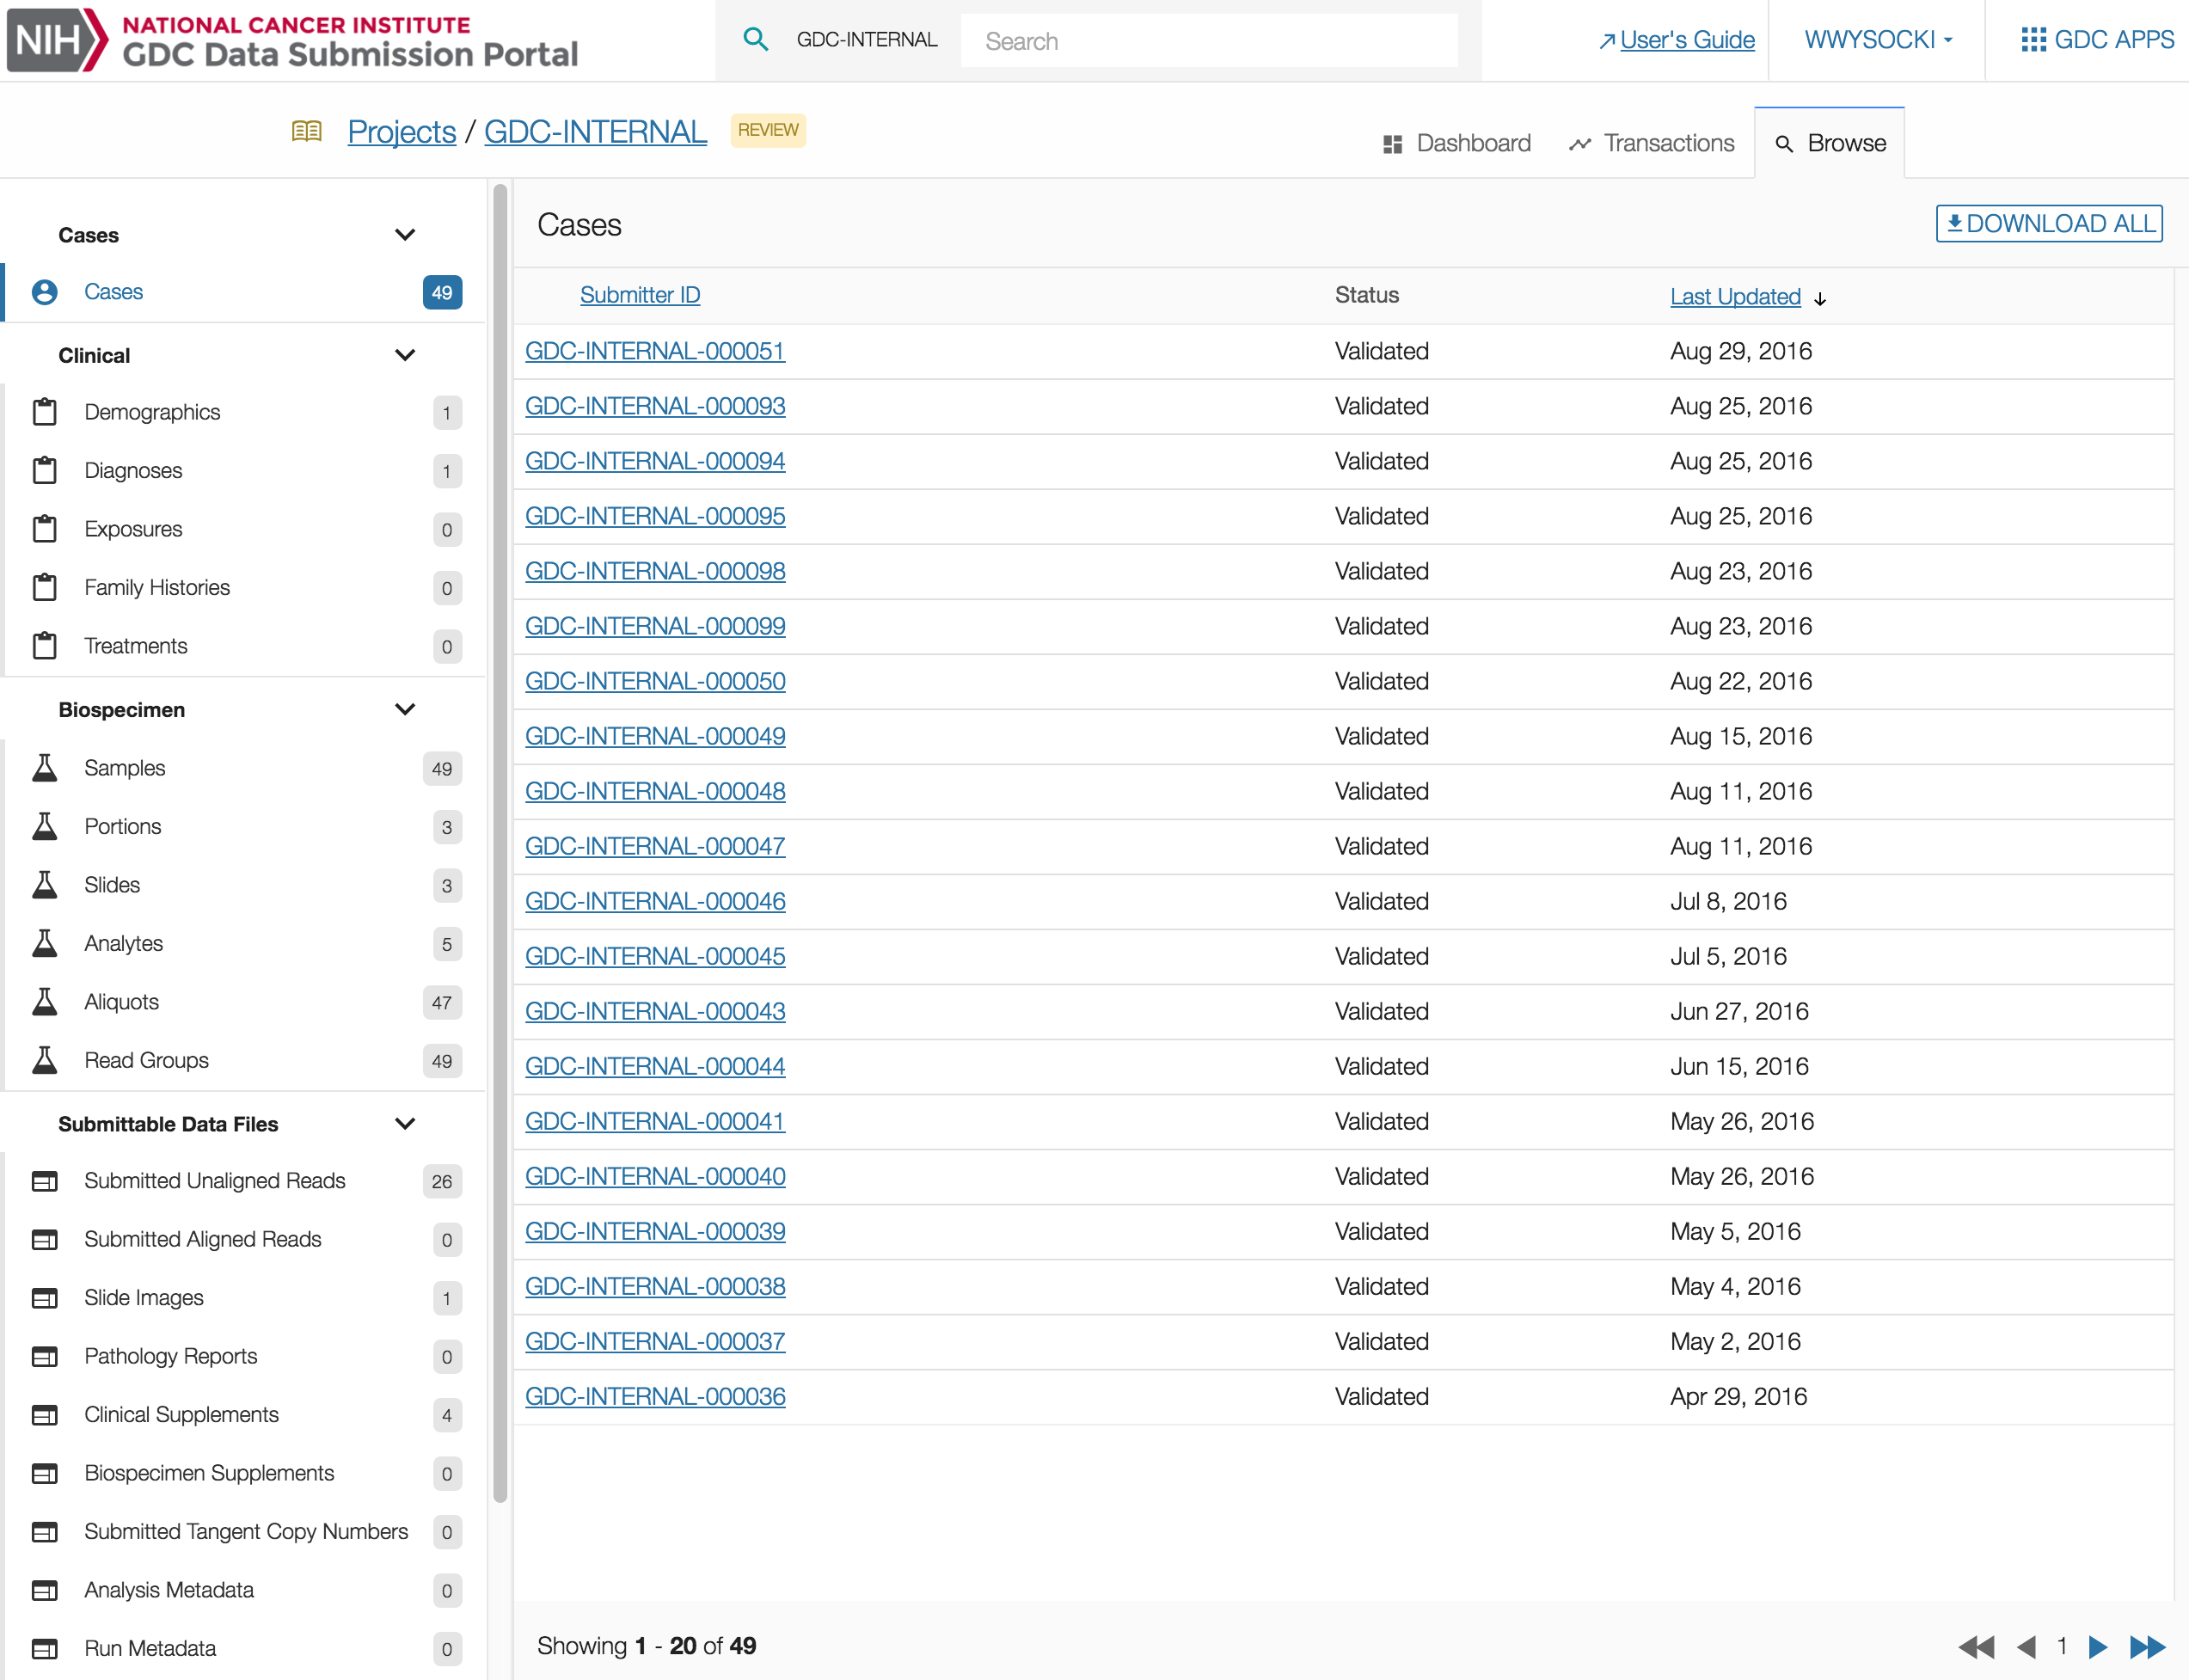 NIH NATIONAL CANCER INSTITUTE
GDC Data Submission Portal
GDC-INTERNAL
Search
User's Guide
WWYSOCKI
GDC APPS
Projects / GDC-INTERNAL REVIEW
Dashboard
Transactions
Browse
Cases
Cases 49
Clinical
Demographics 1
Diagnoses 1
Exposures 0
Family Histories 0
Treatments 0
Biospecimen
Samples 49
Portions 3
Slides 3
Analytes 5
Aliquots 47
Read Groups 49
Submittable Data Files
Submitted Unaligned Reads 26
Submitted Aligned Reads 0
Slide Images 1
Pathology Reports 0
Clinical Supplements 4
Biospecimen Supplements 0
Submitted Tangent Copy Numbers 0
Analysis Metadata 0
Run Metadata 0
Cases
DOWNLOAD ALL
Submitter ID Status Last Updated
GDC-INTERNAL-000051 Validated Aug 29, 2016
GDC-INTERNAL-000093 Validated Aug 25, 2016
GDC-INTERNAL-000094 Validated Aug 25, 2016
GDC-INTERNAL-000095 Validated Aug 25, 2016
GDC-INTERNAL-000098 Validated Aug 23, 2016
GDC-INTERNAL-000099 Validated Aug 23, 2016
GDC-INTERNAL-000050 Validated Aug 22, 2016
GDC-INTERNAL-000049 Validated Aug 15, 2016
GDC-INTERNAL-000048 Validated Aug 11, 2016
GDC-INTERNAL-000047 Validated Aug 11, 2016
GDC-INTERNAL-000046 Validated Jul 8, 2016
GDC-INTERNAL-000045 Validated Jul 5, 2016
GDC-INTERNAL-000043 Validated Jun 27, 2016
GDC-INTERNAL-000044 Validated Jun 15, 2016
GDC-INTERNAL-000041 Validated May 26, 2016
GDC-INTERNAL-000040 Validated May 26, 2016
GDC-INTERNAL-000039 Validated May 5, 2016
GDC-INTERNAL-000038 Validated May 4, 2016
GDC-INTERNAL-000037 Validated May 2, 2016
GDC-INTERNAL-000036 Validated Apr 29, 2016
Showing 1 - 20 of 49
1